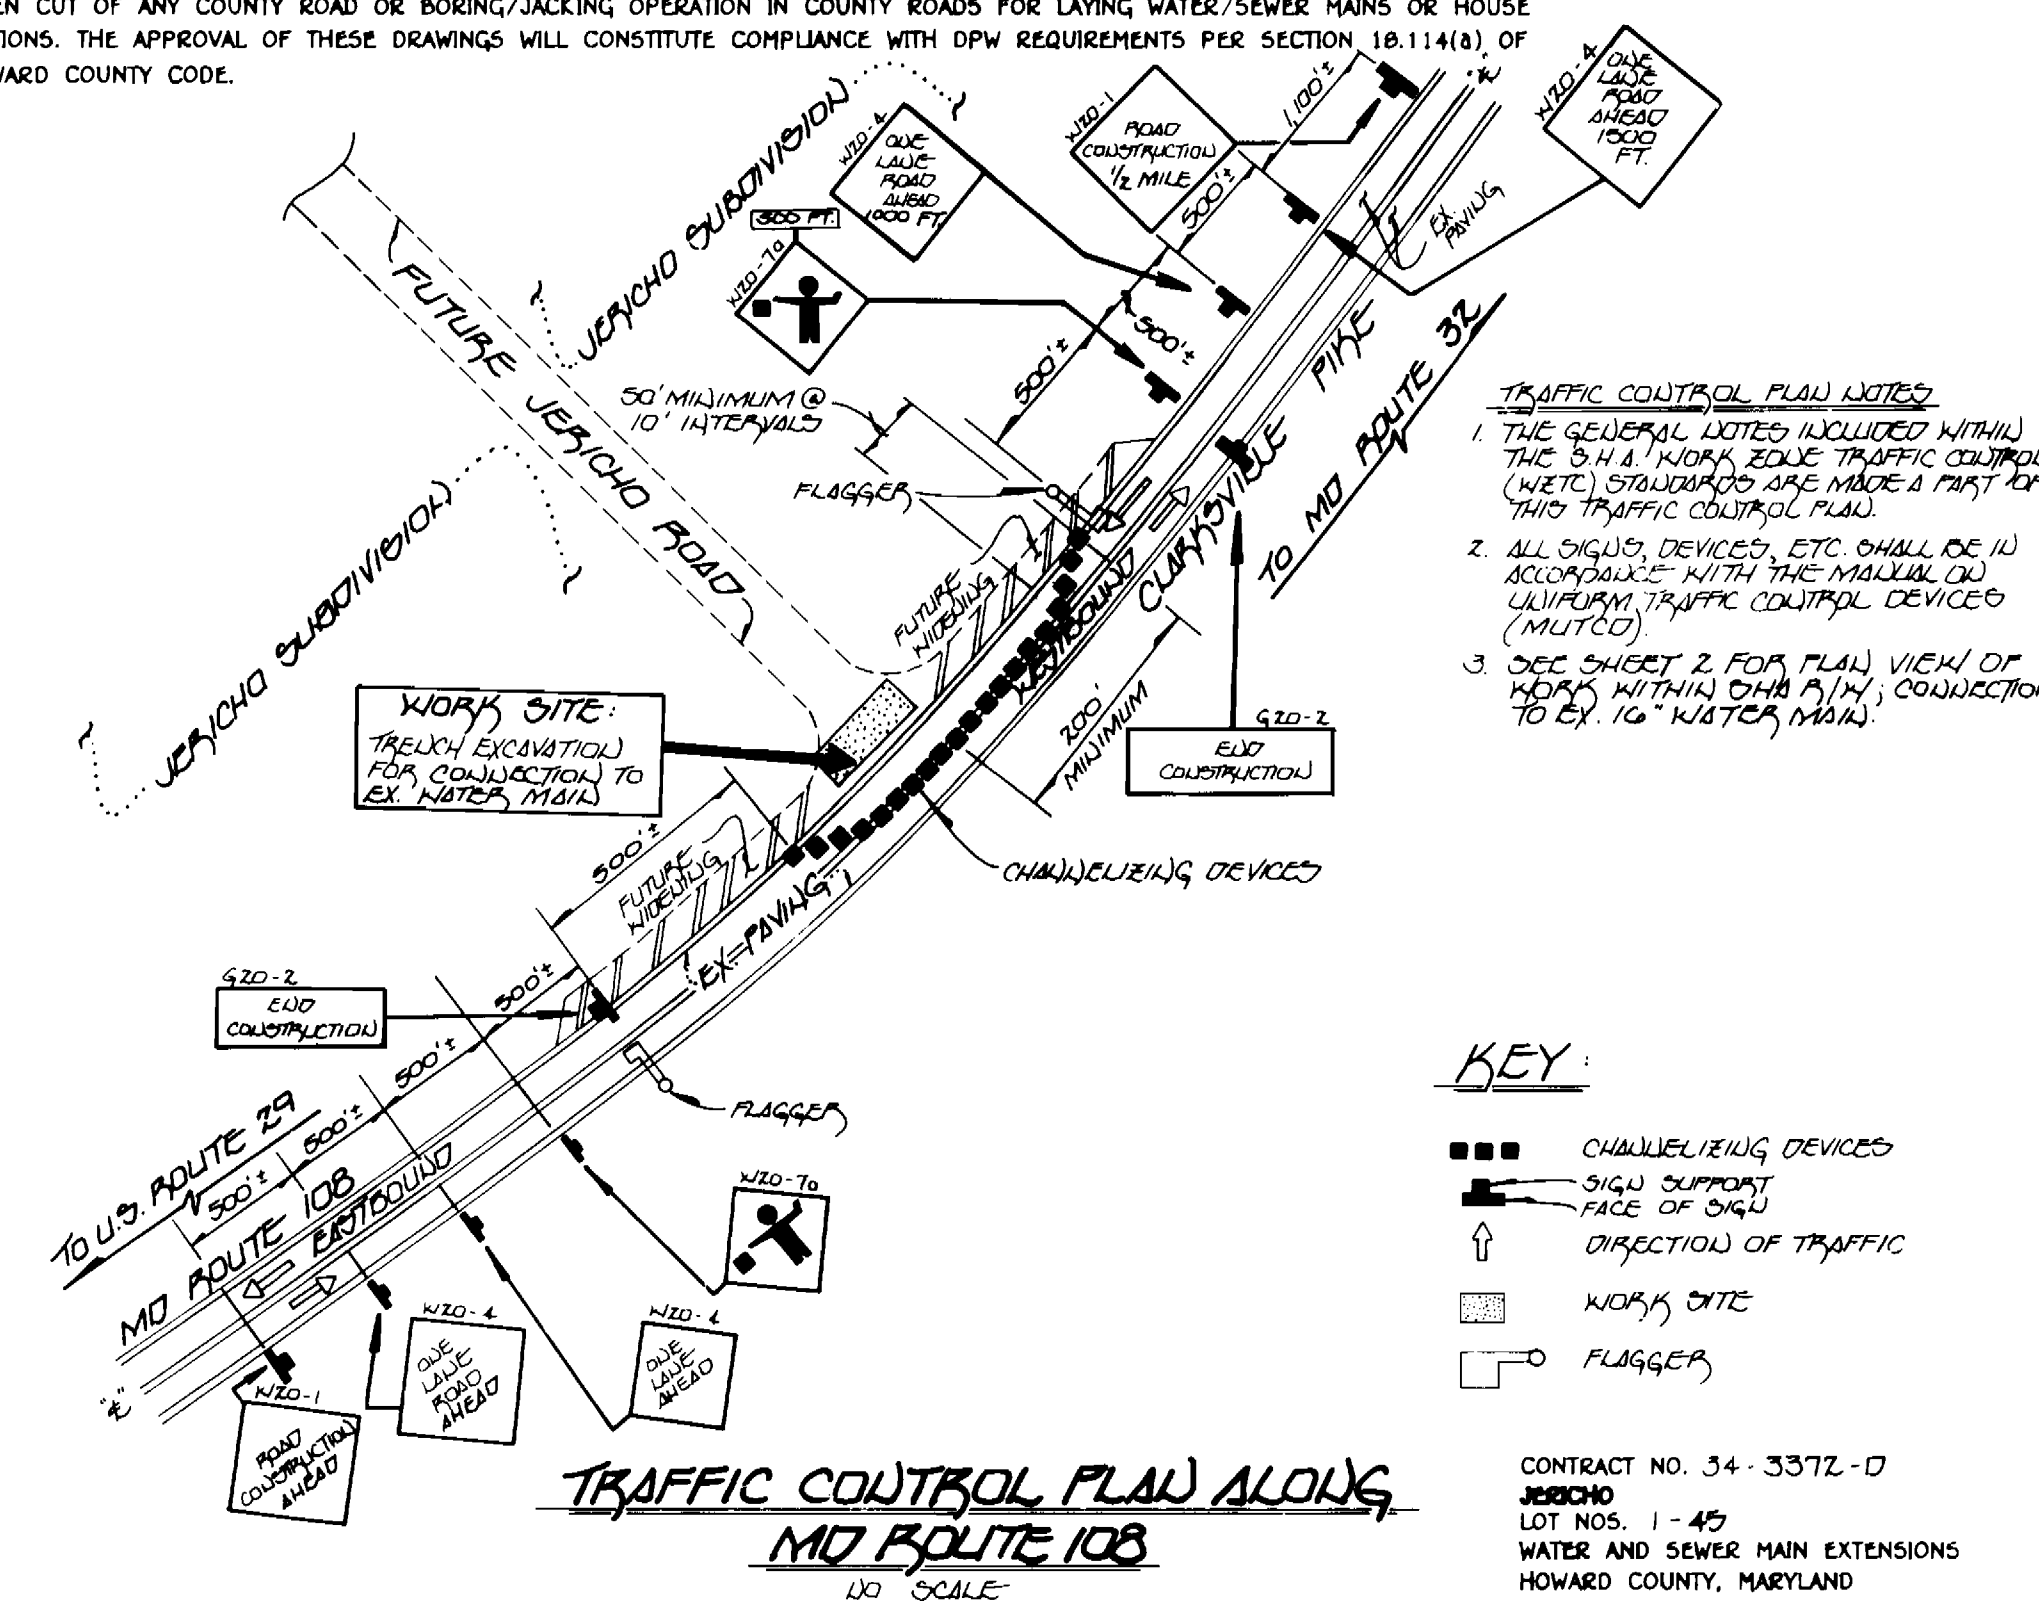 EN CUT OF ANY COUNTY ROAD OR BORING/JACKING OPERATION IN COUNTY ROADS FOR LAYING WATER/SEWER MAINS OR HOUSE
TIONS. THE APPROVAL OF THESE DRAWINGS WILL CONSTITUTE COMPLIANCE WITH DPW REQUIREMENTS PER SECTION 18.114(a) OF
WARD COUNTY CODE.
JERICHO SUBDIVISION
W20-4
ONE
LANE
ROAD
AHEAD
1000 FT.
W20-1
ROAD
CONSTRUCTION
1/2 MILE
1,100'±
W20-4
ONE
LANE
ROAD
AHEAD
1500
FT.
500 FT.
W20-7a
500'±
500'±
500'±
EX.
PAVING
FUTURE JERICHO ROAD
50' MINIMUM @
10' INTERVALS
FLAGGER
CLARKSVILLE PIKE
TO MD ROUTE 32
WESTBOUND
TRAFFIC CONTROL PLAN NOTES
1. THE GENERAL NOTES INCLUDED WITHIN
THE S.H.A. WORK ZONE TRAFFIC CONTROL
(WZTC) STANDARDS ARE MADE A PART OF
THIS TRAFFIC CONTROL PLAN.
2. ALL SIGNS, DEVICES, ETC. SHALL BE IN
ACCORDANCE WITH THE MANUAL ON
UNIFORM TRAFFIC CONTROL DEVICES
(MUTCD).
3. SEE SHEET 2 FOR PLAN VIEW OF
WORK WITHIN SHA R/W; CONNECTION
TO EX. 16" WATER MAIN.
JERICHO SUBDIVISION
FUTURE
WIDENING
WORK SITE:
TRENCH EXCAVATION
FOR CONNECTION TO
EX. WATER MAIN
200'
MINIMUM
G20-2
END
CONSTRUCTION
CHANNELIZING DEVICES
500'±
FUTURE
WIDENING
EX. PAVING
G20-2
END
CONSTRUCTION
500'±
500'±
500'±
500'±
FLAGGER
TO U.S. ROUTE 29
MD ROUTE 108
EASTBOUND
W20-7a
W20-4
ONE
LANE
AHEAD
W20-4
ONE
LANE
ROAD
AHEAD
W20-1
ROAD
CONSTRUCTION
AHEAD
KEY:
CHANNELIZING DEVICES
SIGN SUPPORT
FACE OF SIGN
DIRECTION OF TRAFFIC
WORK SITE
FLAGGER
TRAFFIC CONTROL PLAN ALONG
MD ROUTE 108
NO SCALE
CONTRACT NO. 34-3372-D
JERICHO
LOT NOS. 1-45
WATER AND SEWER MAIN EXTENSIONS
HOWARD COUNTY, MARYLAND